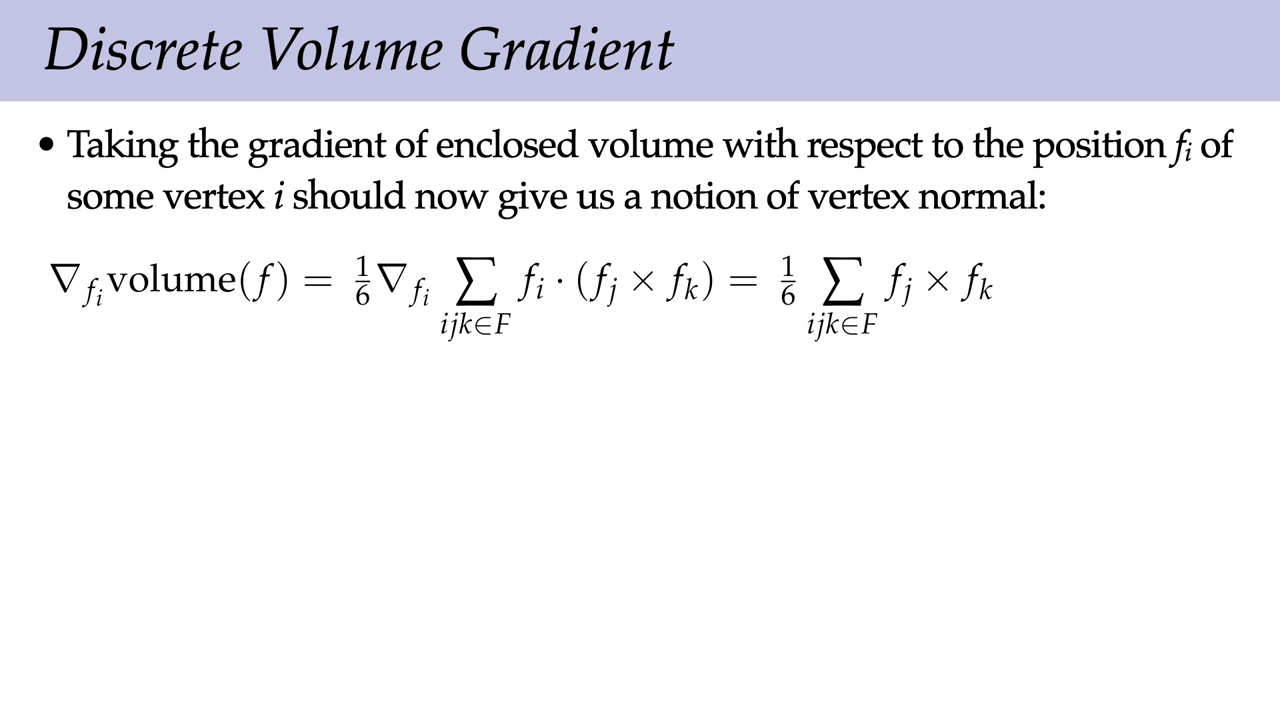 Discrete Volume Gradient
• Taking the gradient of enclosed volume with respect to the position fᵢ of
some vertex i should now give us a notion of vertex normal:
∇_{f_i} volume(f) = 1/6 ∇_{f_i} ∑_{ijk∈F} f_i · (f_j × f_k) = 1/6 ∑_{ijk∈F} f_j × f_k